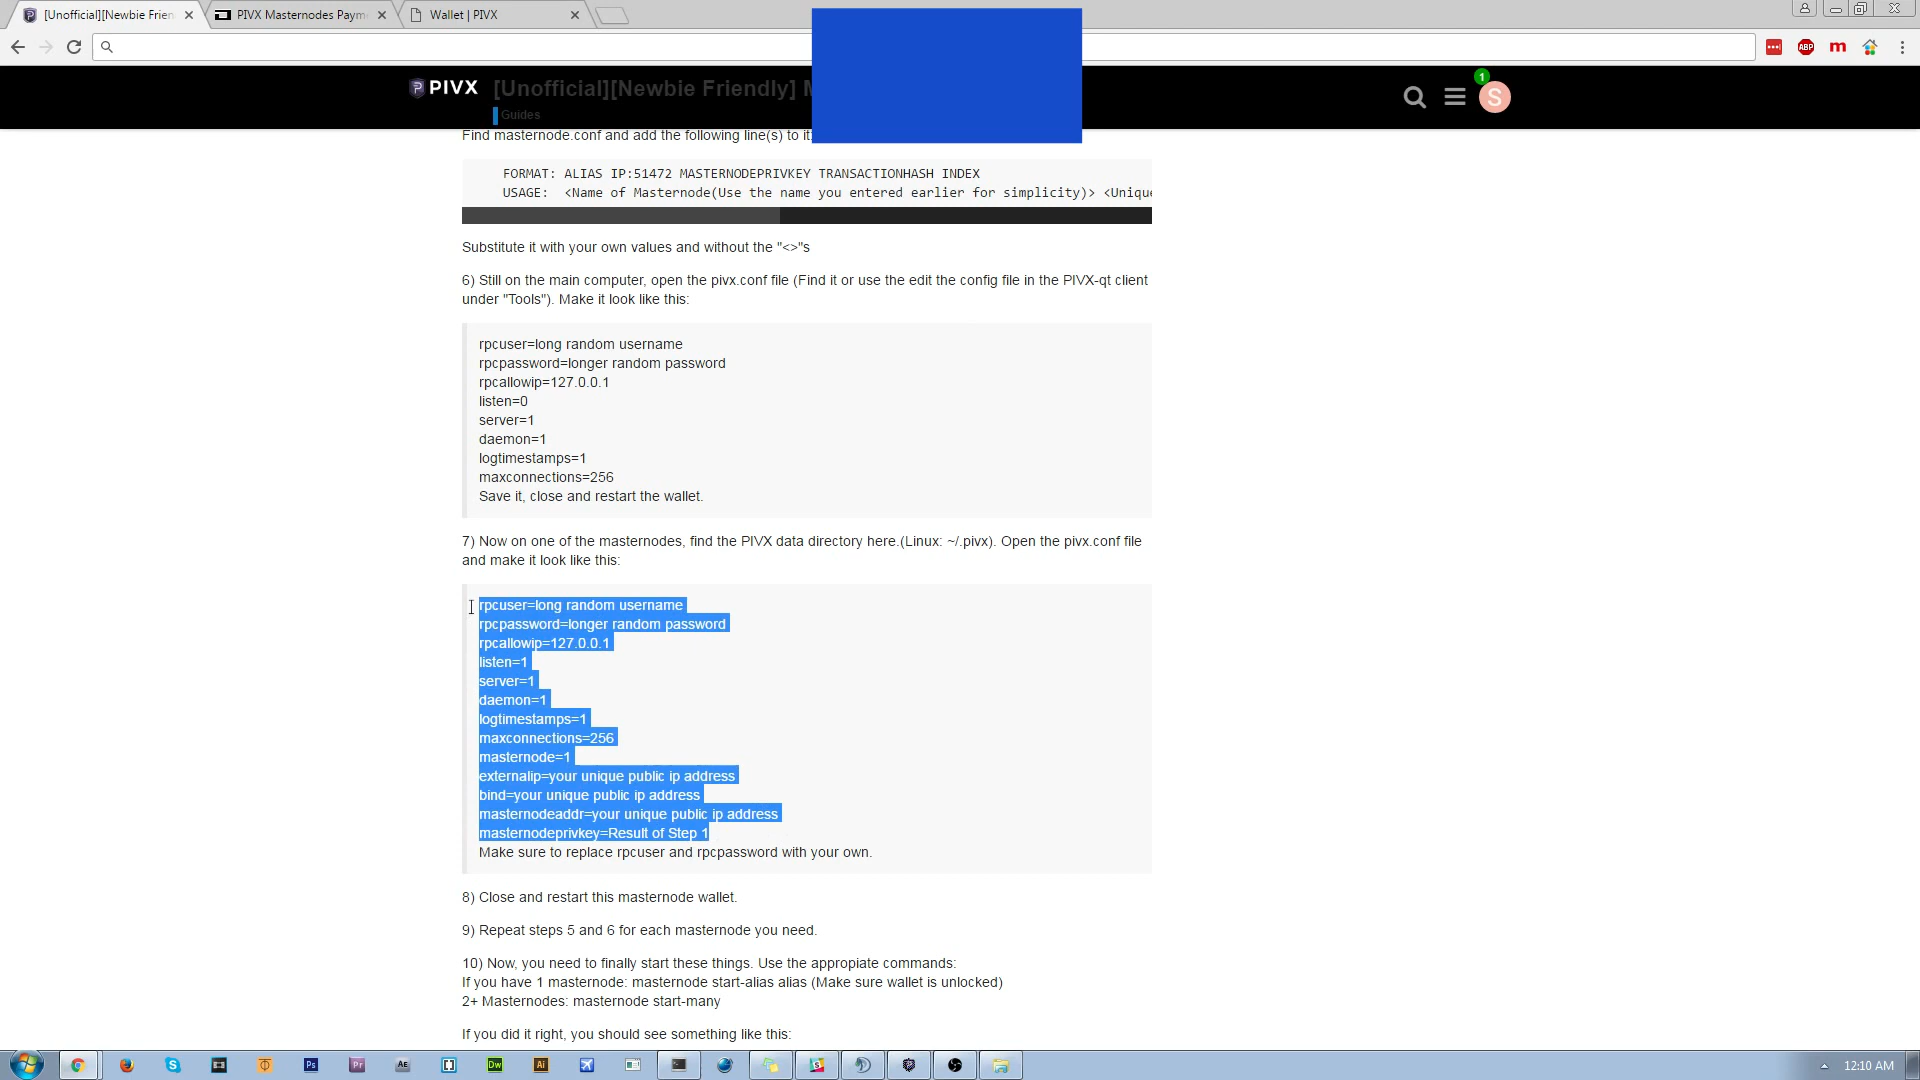 [Unofficial][Newbie Frien
PIVX Masternodes Paym
Wallet | PIVX
ABP
m
PIVX
[Unofficial][Newbie Friendly]
Guides
1
S
Find masternode.conf and add the following line(s) to it:
FORMAT: ALIAS IP:51472 MASTERNODEPRIVKEY TRANSACTIONHASH INDEX
USAGE: <Name of Masternode(Use the name you entered earlier for simplicity)> <Unique
Substitute it with your own values and without the "<>"s
6) Still on the main computer, open the pivx.conf file (Find it or use the edit the config file in the PIVX-qt client
under "Tools"). Make it look like this:
rpcuser=long random username
rpcpassword=longer random password
rpcallowip=127.0.0.1
listen=0
server=1
daemon=1
logtimestamps=1
maxconnections=256
Save it, close and restart the wallet.
7) Now on one of the masternodes, find the PIVX data directory here.(Linux: ~/.pivx). Open the pivx.conf file
and make it look like this:
rpcuser=long random username
rpcpassword=longer random password
rpcallowip=127.0.0.1
listen=1
server=1
daemon=1
logtimestamps=1
maxconnections=256
masternode=1
externalip=your unique public ip address
bind=your unique public ip address
masternodeaddr=your unique public ip address
masternodeprivkey=Result of Step 1
Make sure to replace rpcuser and rpcpassword with your own.
8) Close and restart this masternode wallet.
9) Repeat steps 5 and 6 for each masternode you need.
10) Now, you need to finally start these things. Use the appropiate commands:
If you have 1 masternode: masternode start-alias alias (Make sure wallet is unlocked)
2+ Masternodes: masternode start-many
If you did it right, you should see something like this:
Ps
Pr
Ae
Dw
Ai
12:10 AM